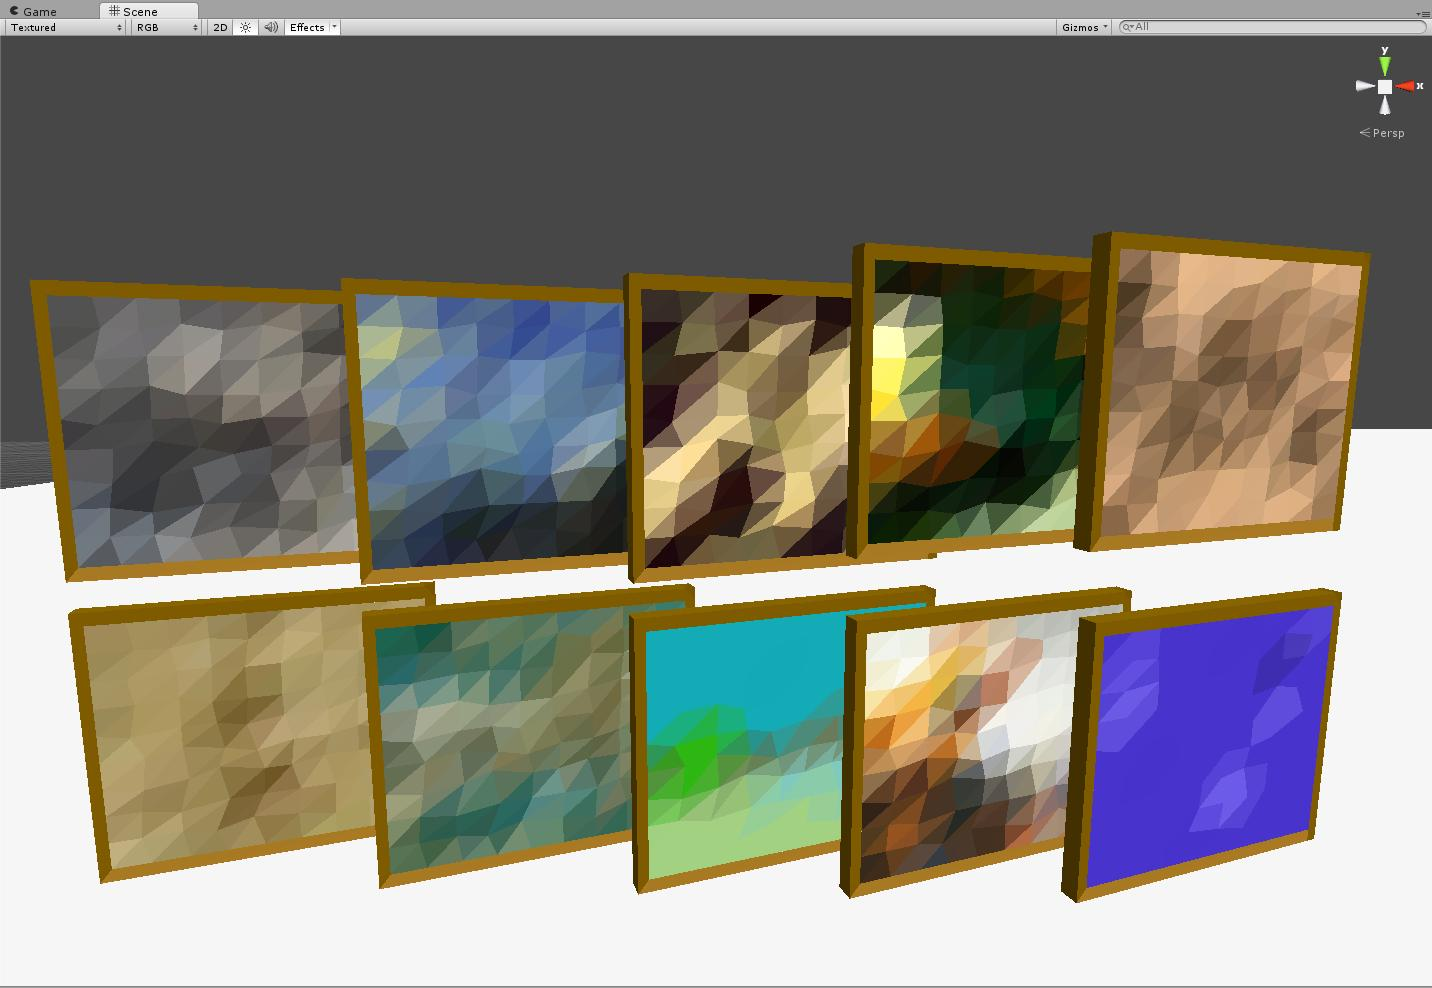 Game Scene
Textured RGB 2D Effects Gizmos All
y
x
Persp